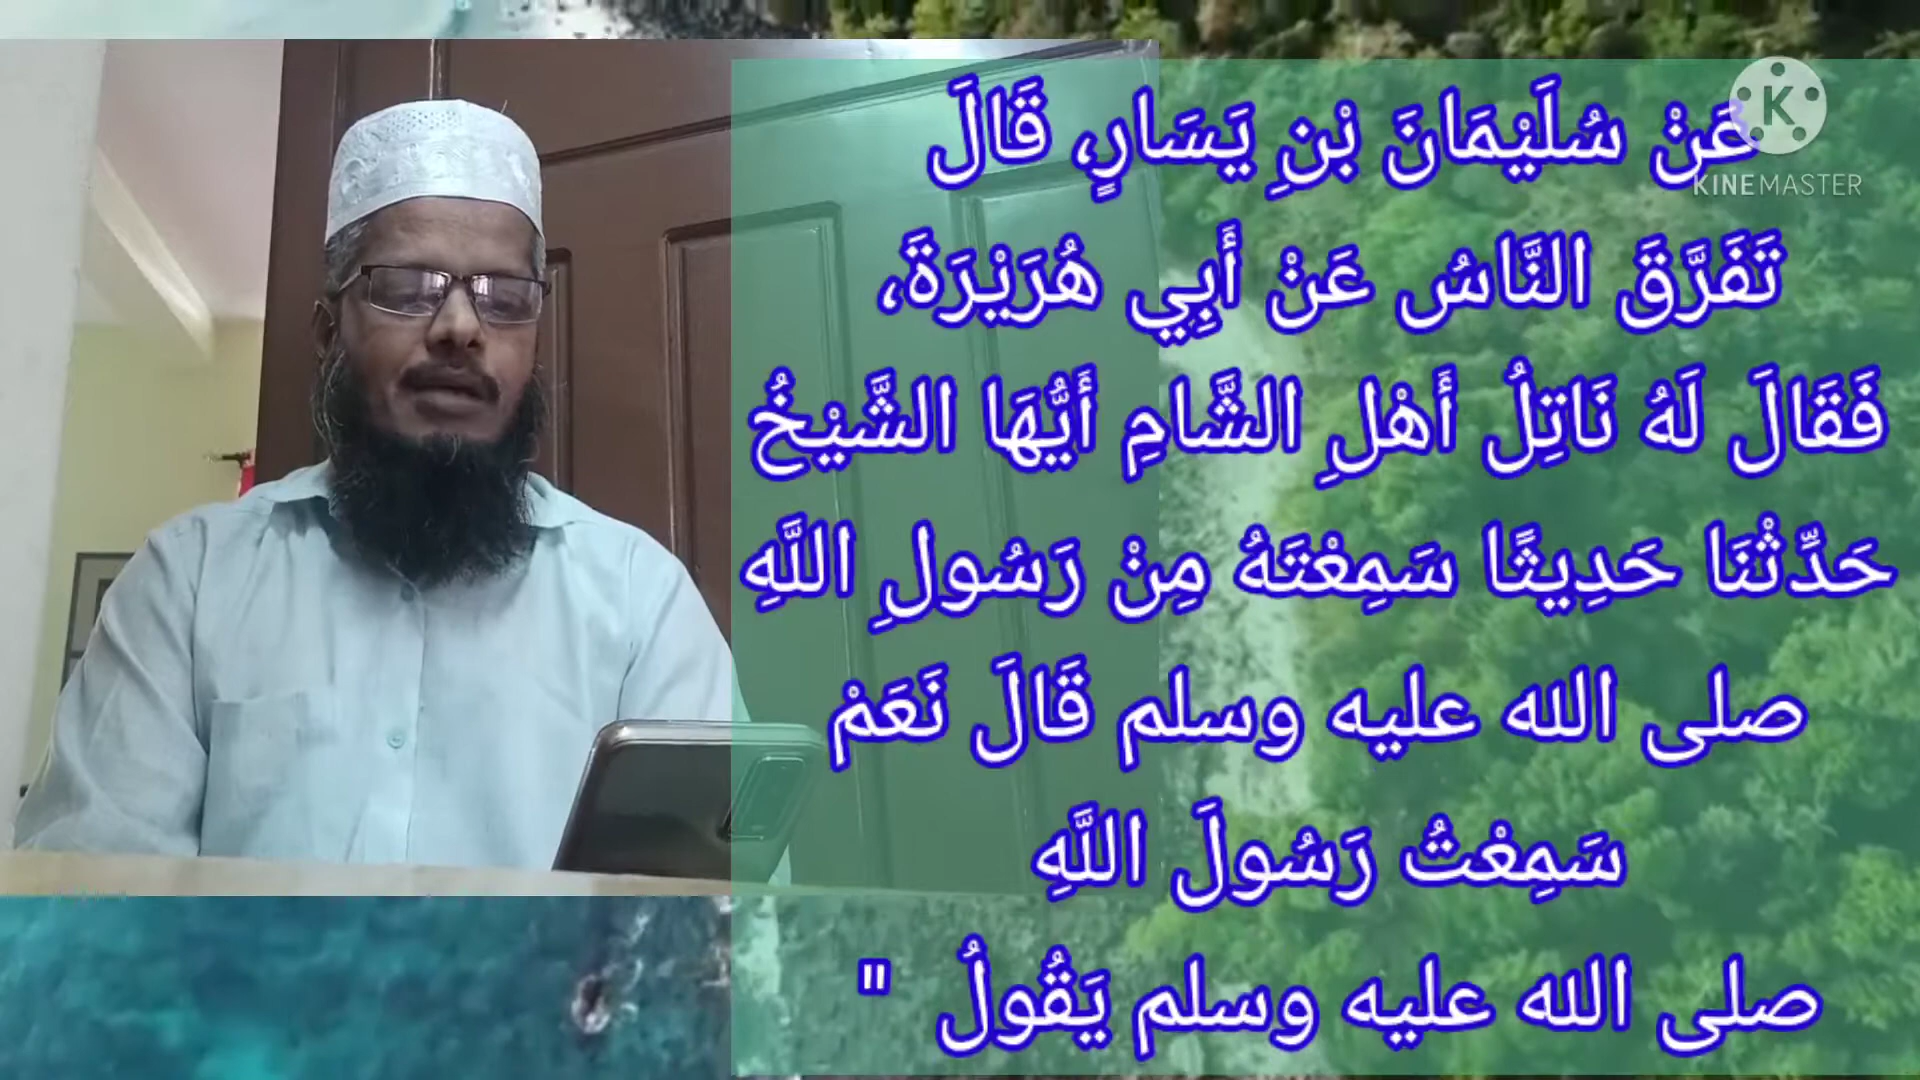 عَنْ سُلَيْمَانَ بْنِ يَسَارٍ، قَالَ
تَفَرَّقَ النَّاسُ عَنْ أَبِي هُرَيْرَةَ،
فَقَالَ لَهُ نَاتِلُ أَهْلِ الشَّامِ أَيُّهَا الشَّيْخُ
حَدِّثْنَا حَدِيثًا سَمِعْتَهُ مِنْ رَسُولِ اللَّهِ
صلى الله عليه وسلم قَالَ نَعَمْ
سَمِعْتُ رَسُولَ اللَّهِ
صلى الله عليه وسلم يَقُولُ "
K
KINEMASTER